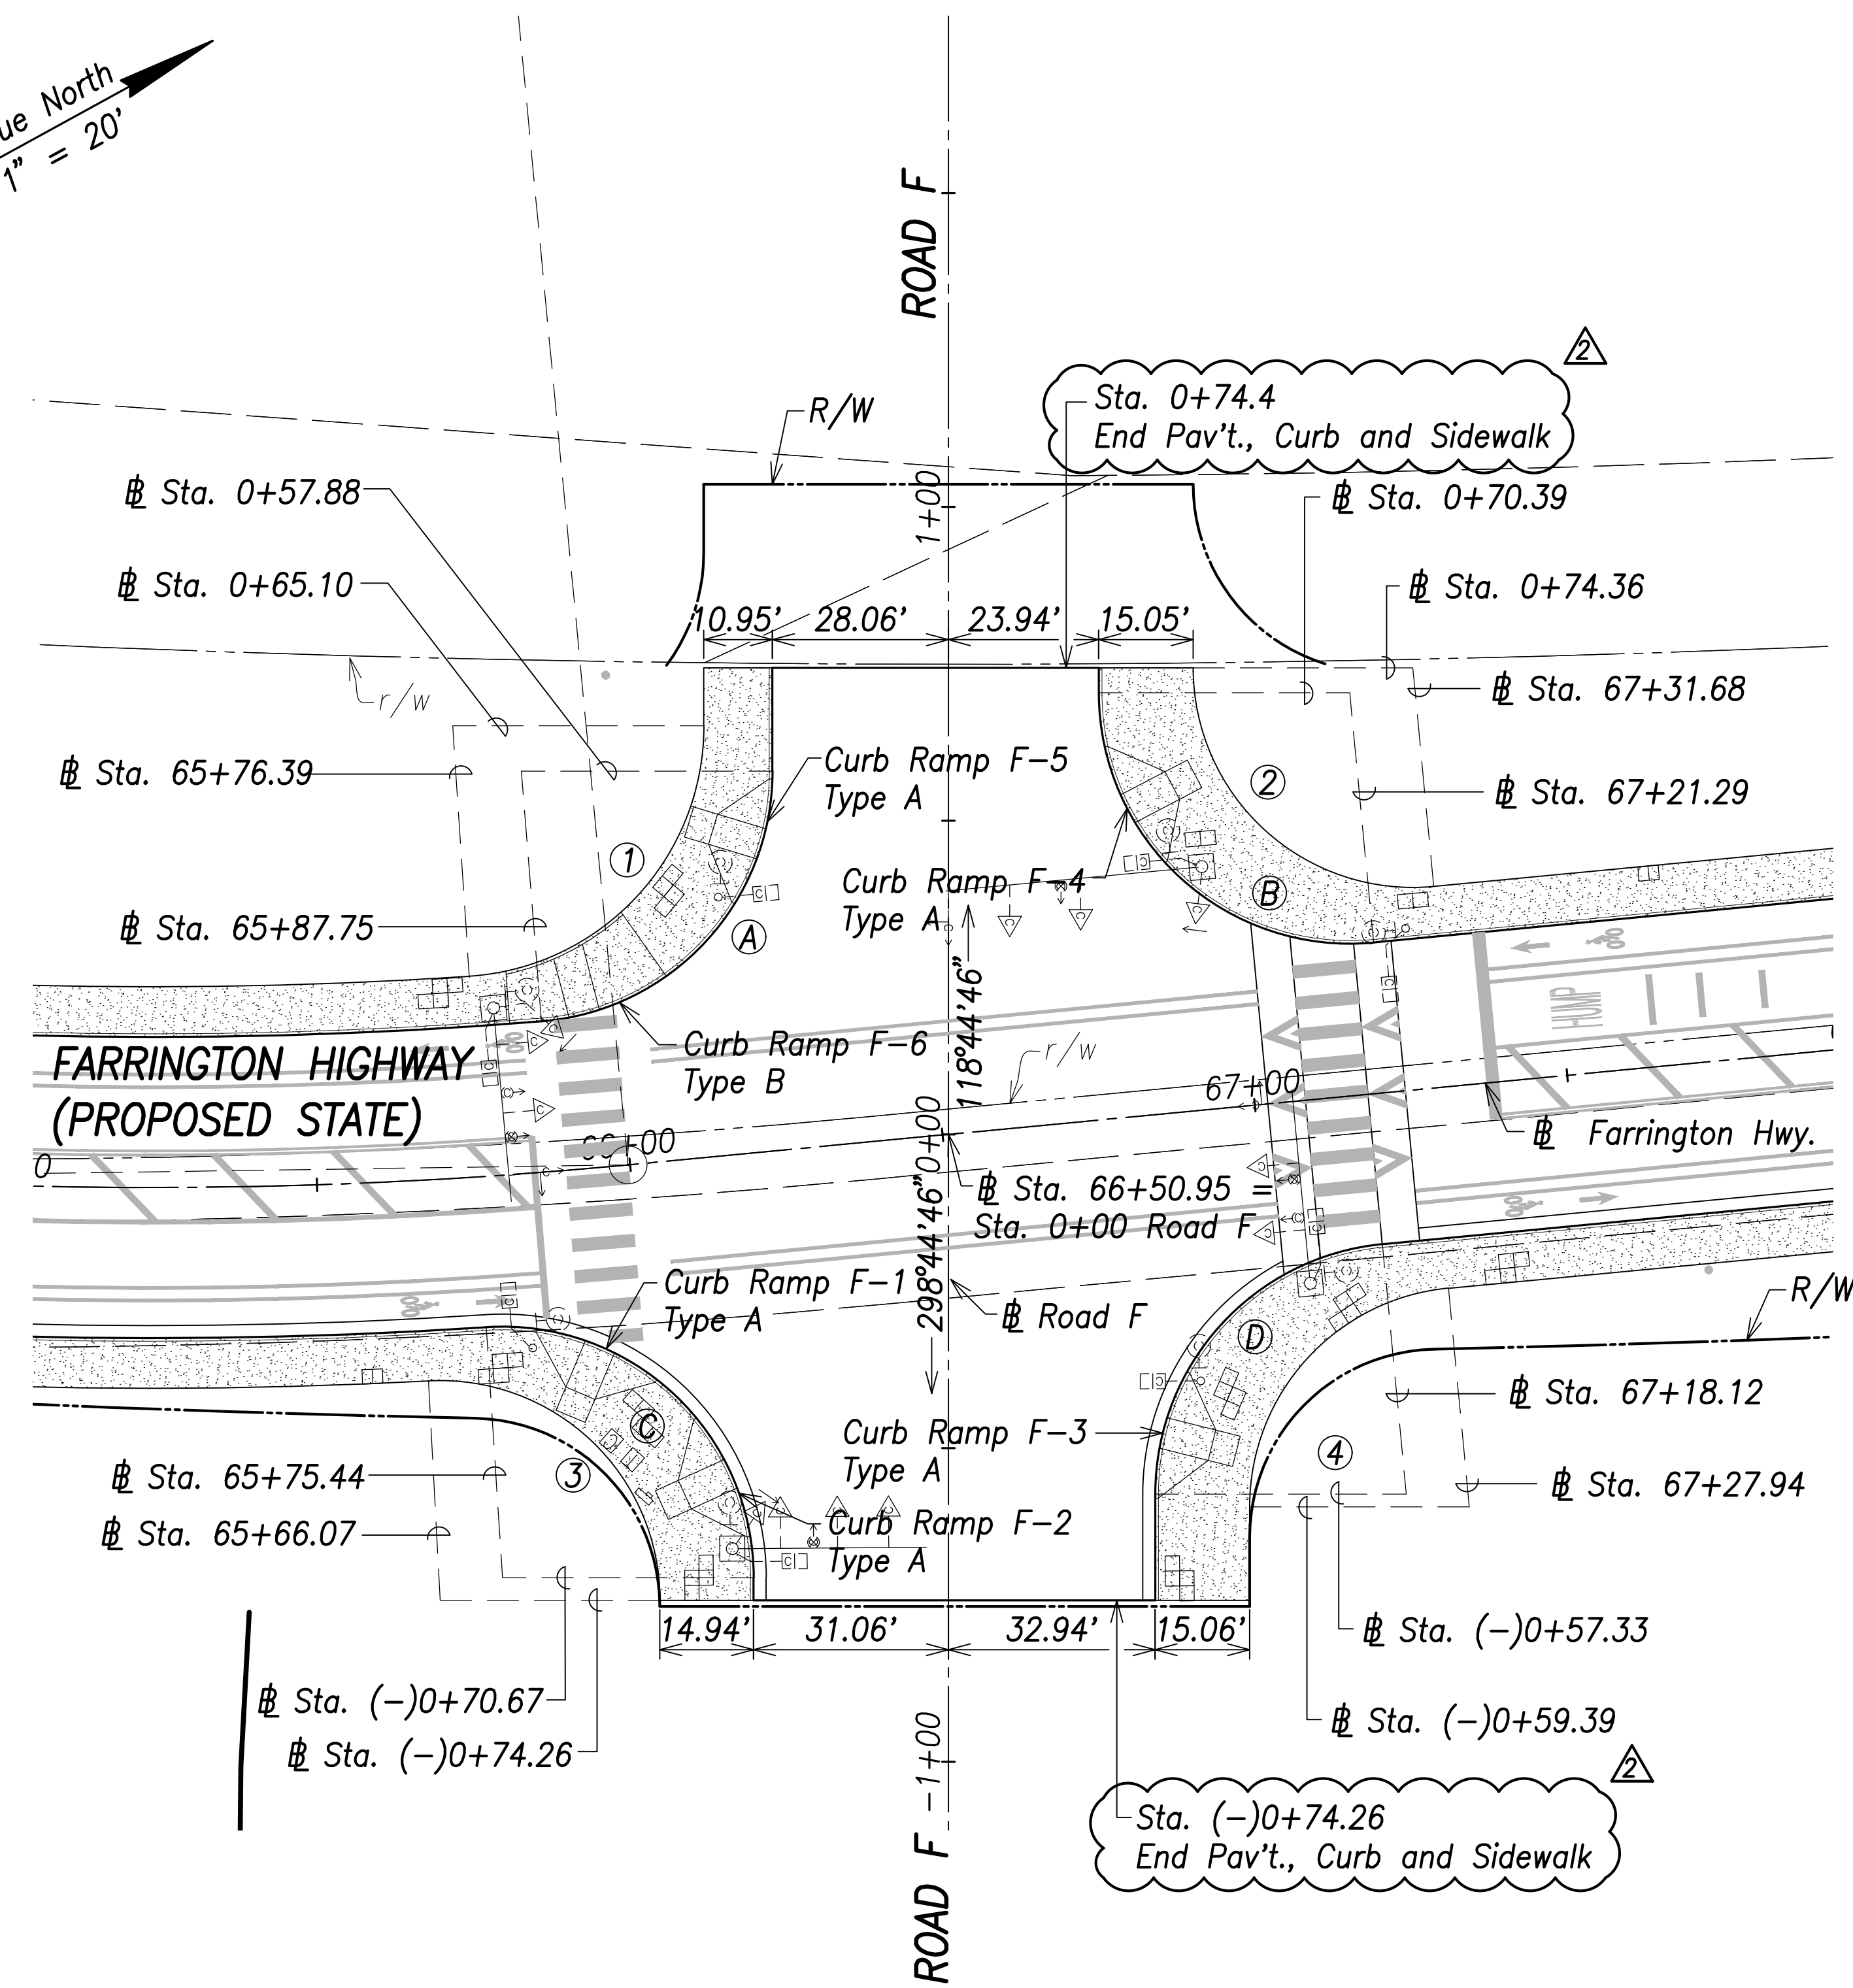 ue North
1" = 20'
ROAD F
2
Sta. 0+74.4
End Pav't., Curb and Sidewalk
R/W
1+00
℄ Sta. 0+57.88
℄ Sta. 0+70.39
℄ Sta. 0+65.10
℄ Sta. 0+74.36
10.95' 28.06' 23.94' 15.05'
r/w
℄ Sta. 67+31.68
℄ Sta. 65+76.39
Curb Ramp F-5
Type A
2
℄ Sta. 67+21.29
1
Curb Ramp F-4
Type A
B
℄ Sta. 65+87.75
A
118°44'46"
HUMP
Curb Ramp F-6
Type B
r/w
FARRINGTON HIGHWAY
(PROPOSED STATE)
67+00
66+00
0+00
℄ Farrington Hwy.
0
℄ Sta. 66+50.95 =
Sta. 0+00 Road F
298°44'46"
Curb Ramp F-1
Type A
℄ Road F
R/W
D
℄ Sta. 67+18.12
C
Curb Ramp F-3
Type A
4
3
℄ Sta. 65+75.44
℄ Sta. 67+27.94
℄ Sta. 65+66.07
Curb Ramp F-2
Type A
14.94' 31.06' 32.94' 15.06'
℄ Sta. (-)0+57.33
℄ Sta. (-)0+70.67
℄ Sta. (-)0+59.39
℄ Sta. (-)0+74.26
-1+00
2
Sta. (-)0+74.26
End Pav't., Curb and Sidewalk
ROAD F